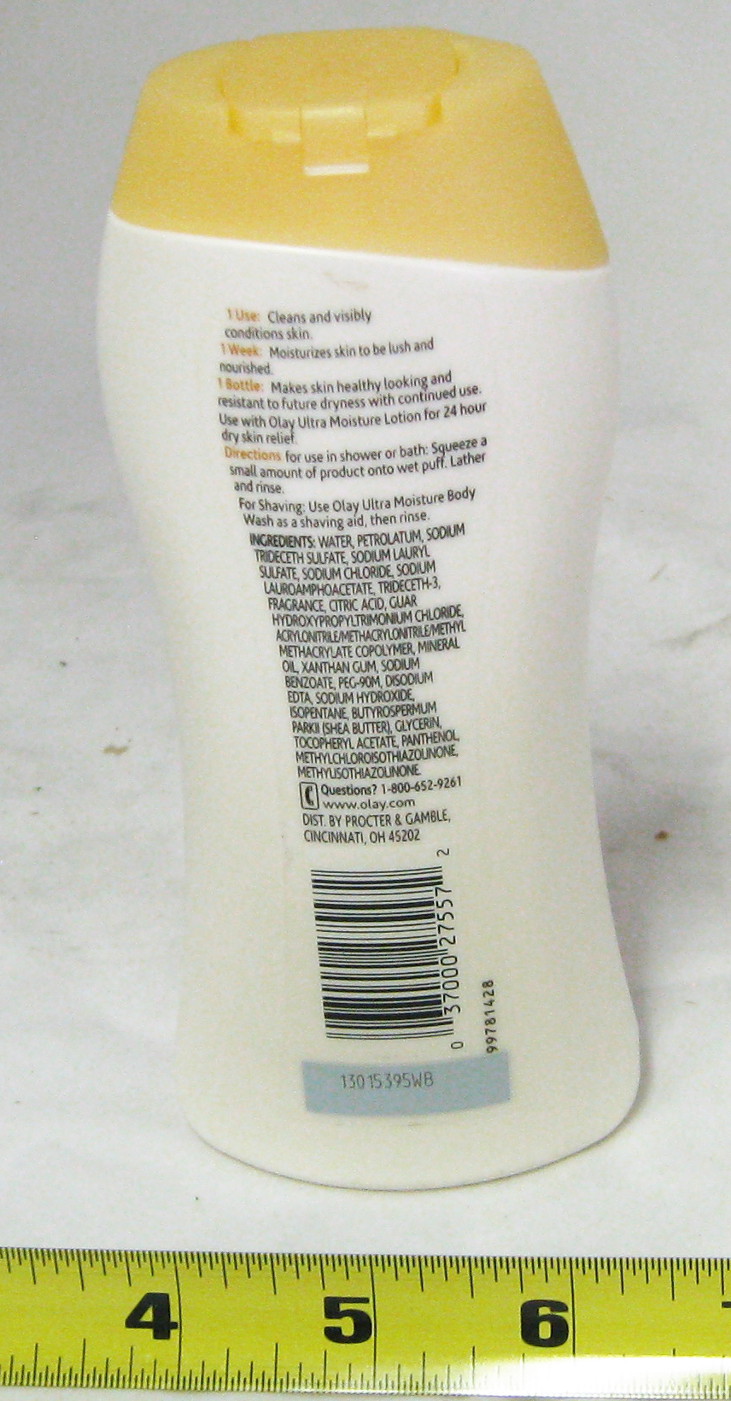 1 Use: Cleans and visibly
conditions skin.
1 Week: Moisturizes skin to be lush and
nourished.
1 Bottle: Makes skin healthy looking and
resistant to future dryness with continued use.
Use with Olay Ultra Moisture Lotion for 24 hour
dry skin relief.
Directions for use in shower or bath: Squeeze a
small amount of product onto wet puff. Lather
and rinse.
For Shaving: Use Olay Ultra Moisture Body
Wash as a shaving aid, then rinse.
INGREDIENTS: WATER, PETROLATUM, SODIUM
TRIDECETH SULFATE, SODIUM LAURYL
SULFATE, SODIUM CHLORIDE, SODIUM
LAUROAMPHOACETATE, TRIDECETH-3,
FRAGRANCE, CITRIC ACID, GUAR
HYDROXYPROPYLTRIMONIUM CHLORIDE,
ACRYLONITRILE/METHACRYLONITRILE/METHYL
METHACRYLATE COPOLYMER, MINERAL
OIL, XANTHAN GUM, SODIUM
BENZOATE, PEG-90M, DISODIUM
EDTA, SODIUM HYDROXIDE,
ISOPENTANE, BUTYROSPERMUM
PARKII (SHEA BUTTER), GLYCERIN,
TOCOPHERYL ACETATE, PANTHENOL,
METHYLCHLOROISOTHIAZOLINONE,
METHYLISOTHIAZOLINONE.
Questions? 1-800-652-9261
www.olay.com
DIST. BY PROCTER & GAMBLE,
CINCINNATI, OH 45202
0 37000 27557 2
99781428
13015395WB
4 5 6